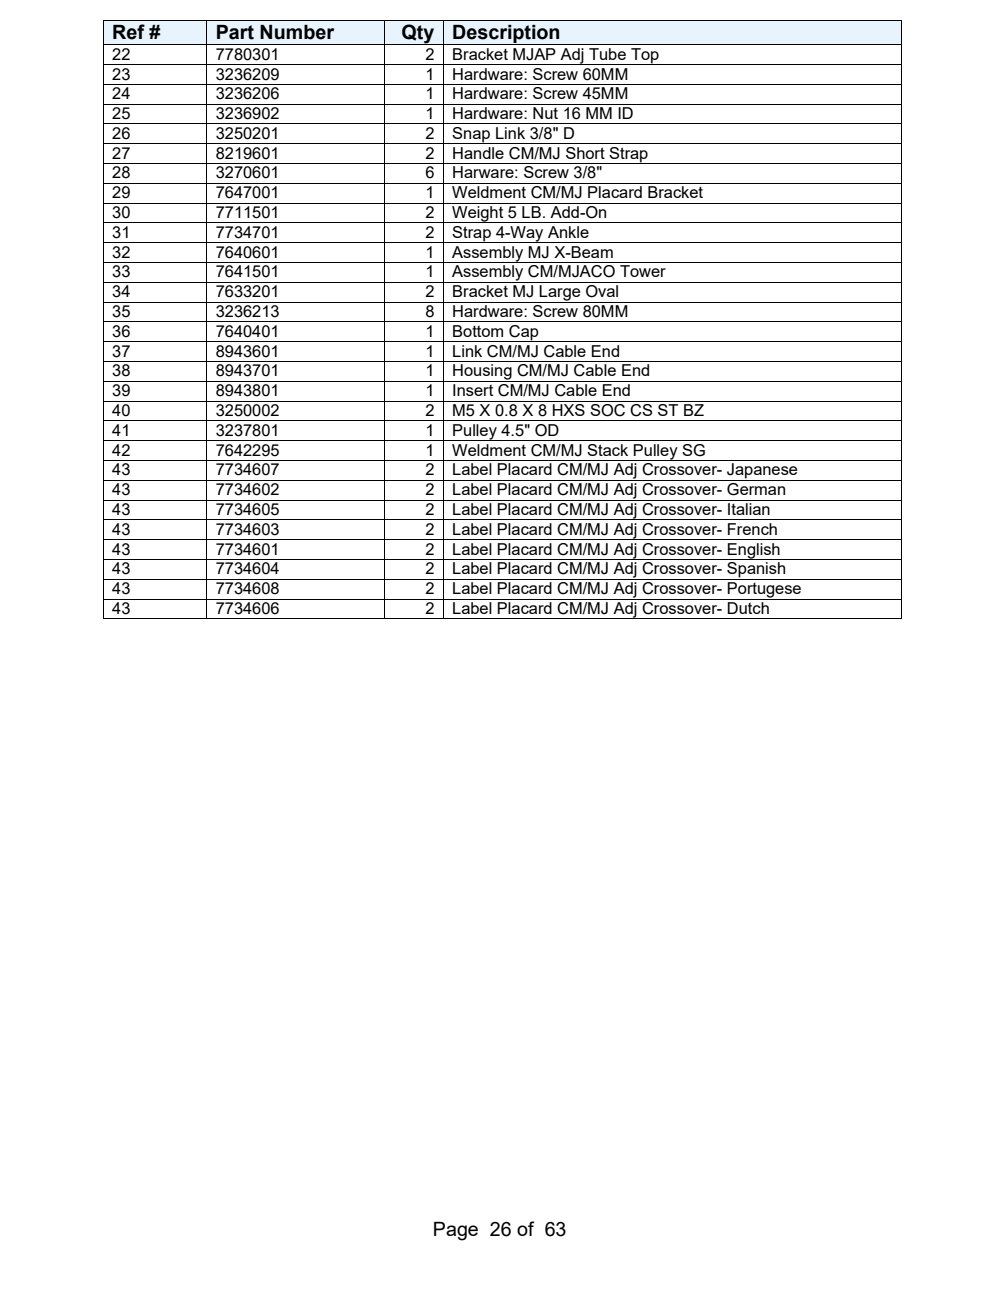 Ref # Part Number Qty Description
22 7780301 2 Bracket MJAP Adj Tube Top
23 3236209 1 Hardware: Screw 60MM
24 3236206 1 Hardware: Screw 45MM
25 3236902 1 Hardware: Nut 16 MM ID
26 3250201 2 Snap Link 3/8" D
27 8219601 2 Handle CM/MJ Short Strap
28 3270601 6 Harware: Screw 3/8"
29 7647001 1 Weldment CM/MJ Placard Bracket
30 7711501 2 Weight 5 LB. Add-On
31 7734701 2 Strap 4-Way Ankle
32 7640601 1 Assembly MJ X-Beam
33 7641501 1 Assembly CM/MJACO Tower
34 7633201 2 Bracket MJ Large Oval
35 3236213 8 Hardware: Screw 80MM
36 7640401 1 Bottom Cap
37 8943601 1 Link CM/MJ Cable End
38 8943701 1 Housing CM/MJ Cable End
39 8943801 1 Insert CM/MJ Cable End
40 3250002 2 M5 X 0.8 X 8 HXS SOC CS ST BZ
41 3237801 1 Pulley 4.5" OD
42 7642295 1 Weldment CM/MJ Stack Pulley SG
43 7734607 2 Label Placard CM/MJ Adj Crossover- Japanese
43 7734602 2 Label Placard CM/MJ Adj Crossover- German
43 7734605 2 Label Placard CM/MJ Adj Crossover- Italian
43 7734603 2 Label Placard CM/MJ Adj Crossover- French
43 7734601 2 Label Placard CM/MJ Adj Crossover- English
43 7734604 2 Label Placard CM/MJ Adj Crossover- Spanish
43 7734608 2 Label Placard CM/MJ Adj Crossover- Portugese
43 7734606 2 Label Placard CM/MJ Adj Crossover- Dutch
Page 26 of 63